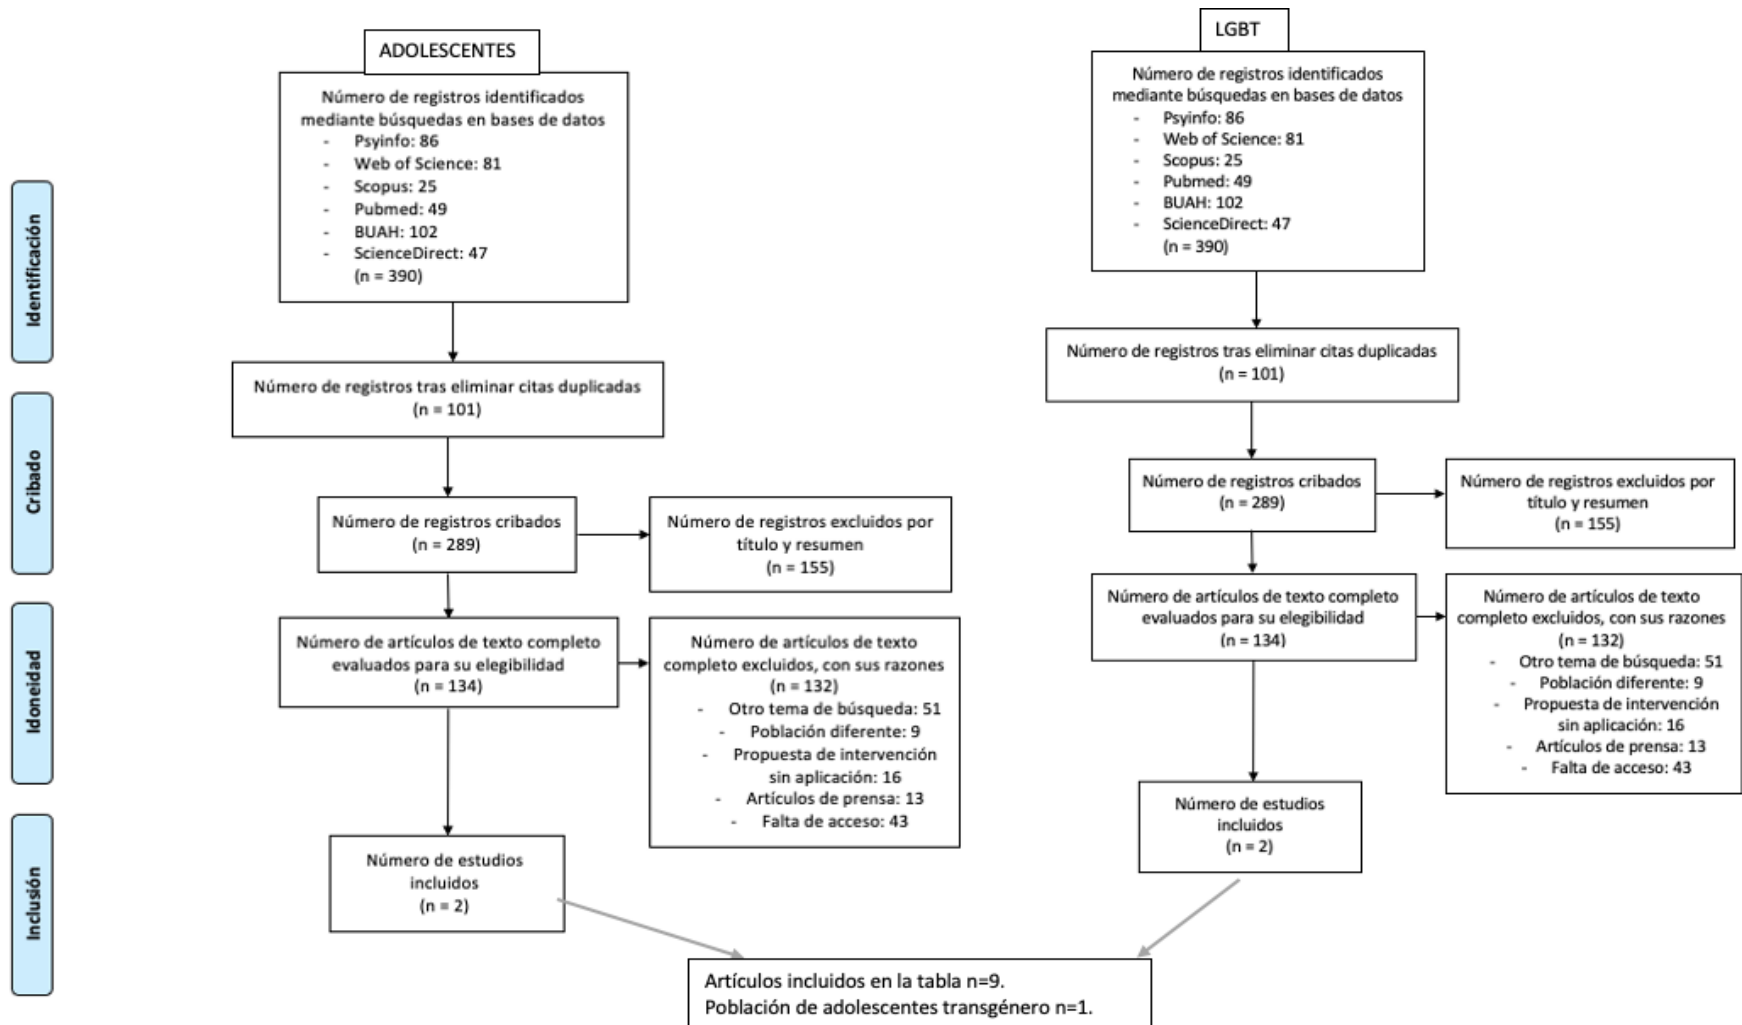 ADOLESCENTES
Número de registros identificados
mediante búsquedas en bases de datos
- Psyinfo: 86
- Web of Science: 81
- Scopus: 25
- Pubmed: 49
- BUAH: 102
- ScienceDirect: 47
(n = 390)
Número de registros tras eliminar citas duplicadas
(n = 101)
Número de registros cribados
(n = 289)
Número de registros excluidos por
título y resumen
(n = 155)
Número de artículos de texto completo
evaluados para su elegibilidad
(n = 134)
Número de artículos de texto
completo excluidos, con sus razones
(n = 132)
- Otro tema de búsqueda: 51
- Población diferente: 9
- Propuesta de intervención
sin aplicación: 16
- Artículos de prensa: 13
- Falta de acceso: 43
Número de estudios
incluidos
(n = 2)
LGBT
Número de registros identificados
mediante búsquedas en bases de datos
- Psyinfo: 86
- Web of Science: 81
- Scopus: 25
- Pubmed: 49
- BUAH: 102
- ScienceDirect: 47
(n = 390)
Número de registros tras eliminar citas duplicadas
(n = 101)
Número de registros cribados
(n = 289)
Número de registros excluidos por
título y resumen
(n = 155)
Número de artículos de texto completo
evaluados para su elegibilidad
(n = 134)
Número de artículos de texto
completo excluidos, con sus razones
(n = 132)
- Otro tema de búsqueda: 51
- Población diferente: 9
- Propuesta de intervención
sin aplicación: 16
- Artículos de prensa: 13
- Falta de acceso: 43
Número de estudios
incluidos
(n = 2)
Artículos incluidos en la tabla n=9.
Población de adolescentes transgénero n=1.
Identificación
Cribado
Idoneidad
Inclusión